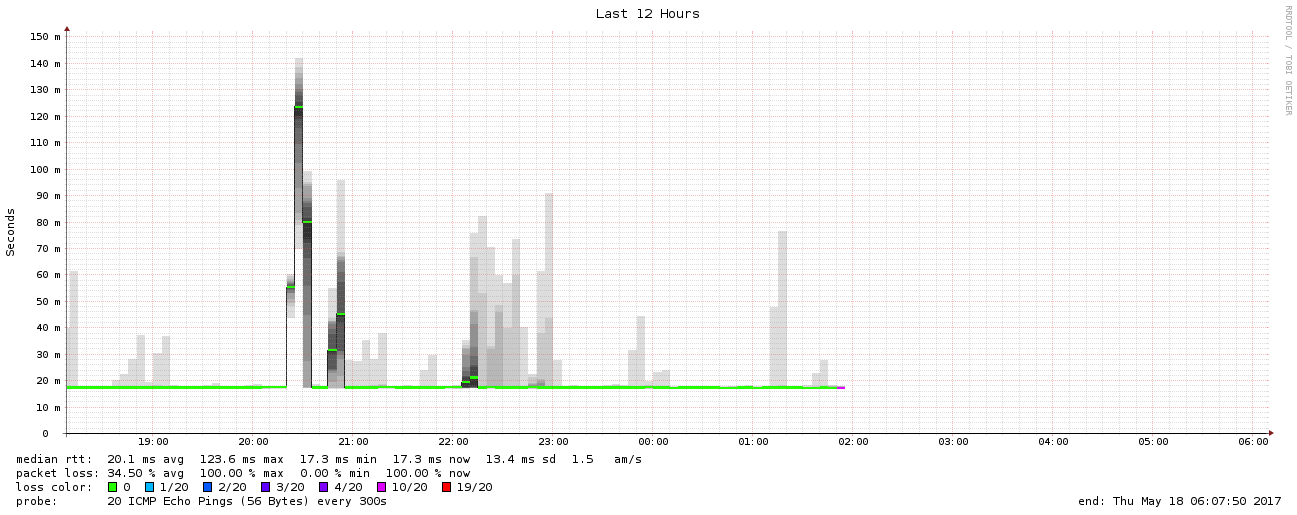 Last 12 Hours
RRDTOOL / TOBI OETIKER
Seconds
150 m
140 m
130 m
120 m
110 m
100 m
90 m
80 m
70 m
60 m
50 m
40 m
30 m
20 m
10 m
0
19:00 20:00 21:00 22:00 23:00 00:00 01:00 02:00 03:00 04:00 05:00 06:00
median rtt: 20.1 ms avg 123.6 ms max 17.3 ms min 17.3 ms now 13.4 ms sd 1.5 am/s
packet loss: 34.50 % avg 100.00 % max 0.00 % min 100.00 % now
loss color: 0 1/20 2/20 3/20 4/20 10/20 19/20
probe: 20 ICMP Echo Pings (56 Bytes) every 300s end: Thu May 18 06:07:50 2017